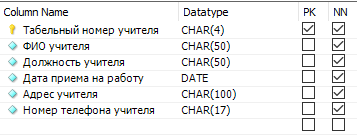 Column Name Datatype PK NN
Табельный номер учителя CHAR(4)
ФИО учителя CHAR(50)
Должность учителя CHAR(50)
Дата приема на работу DATE
Адрес учителя CHAR(100)
Номер телефона учителя CHAR(17)